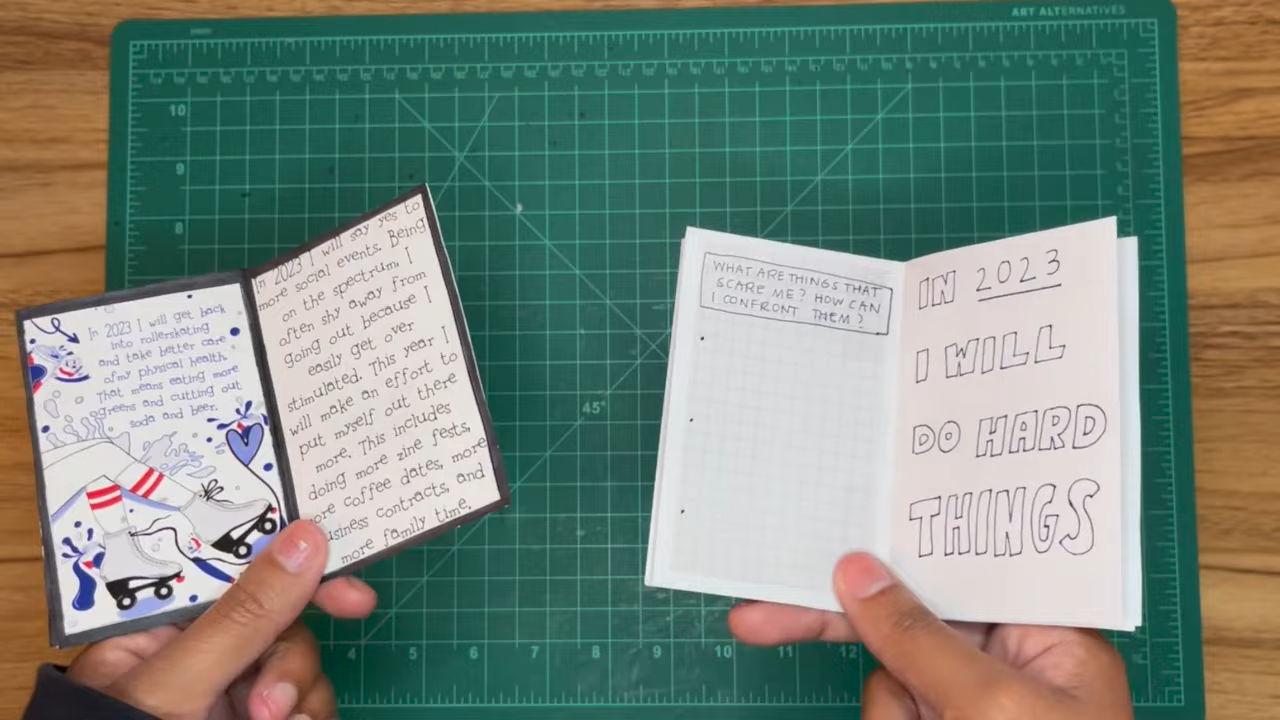 ART ALTERNATIVES
10
9
8
45°
4
5
6
7
8
9
10
11
12
In 2023 I will get back
into rollerskating
and take better care
of my physical health.
That means eating more
greens and cutting out
soda and beer.
In 2023 I will say yes to
more social events. Being
on the spectrum, I
often shy away from
going out because I
easily get over
stimulated. This year I
will make an effort to
put myself out there
more. This includes
doing more zine fests,
more coffee dates, more
business contracts, and
more family time.
WHAT ARE THINGS THAT
SCARE ME? HOW CAN
I CONFRONT THEM?
IN 2023
I WILL
DO HARD
THINGS